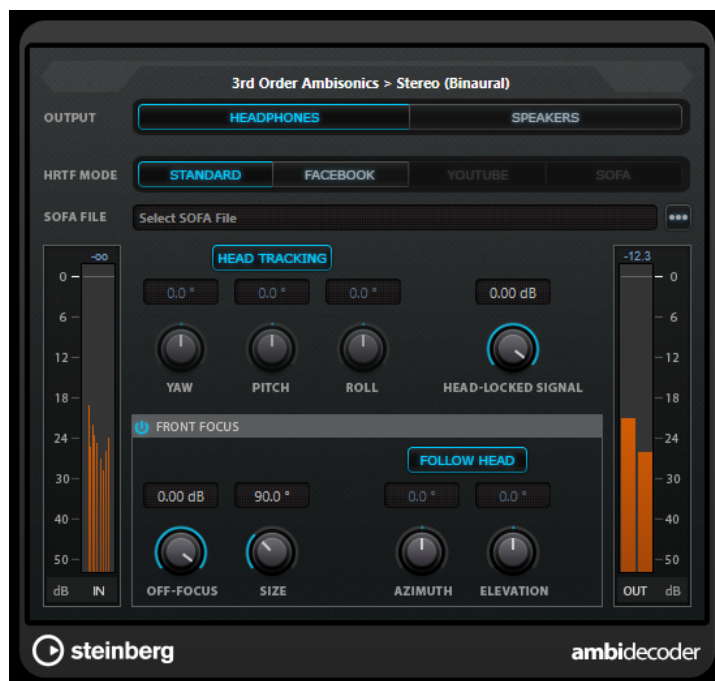 3rd Order Ambisonics > Stereo (Binaural)
OUTPUT HEADPHONES SPEAKERS
HRTF MODE STANDARD FACEBOOK YOUTUBE SOFA
SOFA FILE Select SOFA File
-∞ HEAD TRACKING -12.3
0 0.0 ° 0.0 ° 0.0 ° 0.00 dB 0
6 6
12 12
YAW PITCH ROLL HEAD-LOCKED SIGNAL
18 18
FRONT FOCUS
24 24
FOLLOW HEAD
30 30
0.00 dB 90.0 ° 0.0 ° 0.0 °
40 40
50 50
dB IN OFF-FOCUS SIZE AZIMUTH ELEVATION OUT dB
steinberg ambidecoder